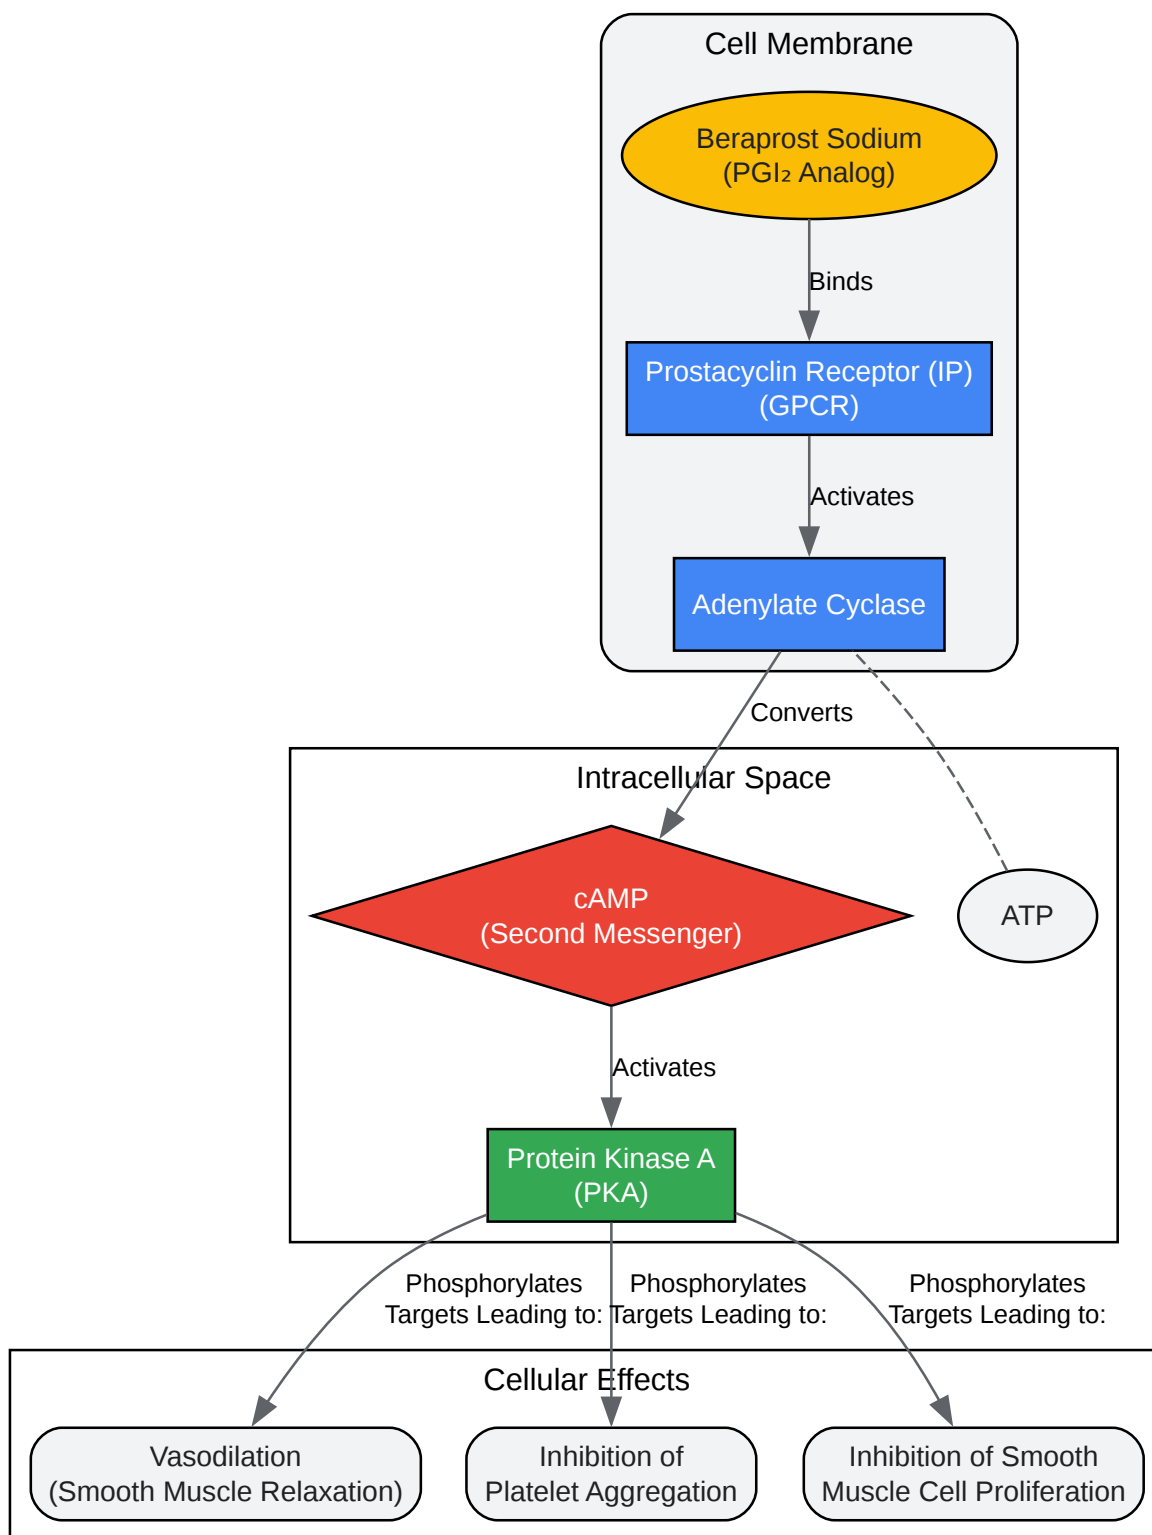 Cell Membrane
Beraprost Sodium
(PGI₂ Analog)
Binds
Prostacyclin Receptor (IP)
(GPCR)
Activates
Adenylate Cyclase
Converts
Intracellular Space
cAMP
(Second Messenger)
ATP
Activates
Protein Kinase A
(PKA)
Phosphorylates
Targets Leading to:
Phosphorylates
Targets Leading to:
Phosphorylates
Targets Leading to:
Cellular Effects
Vasodilation
(Smooth Muscle Relaxation)
Inhibition of
Platelet Aggregation
Inhibition of Smooth
Muscle Cell Proliferation